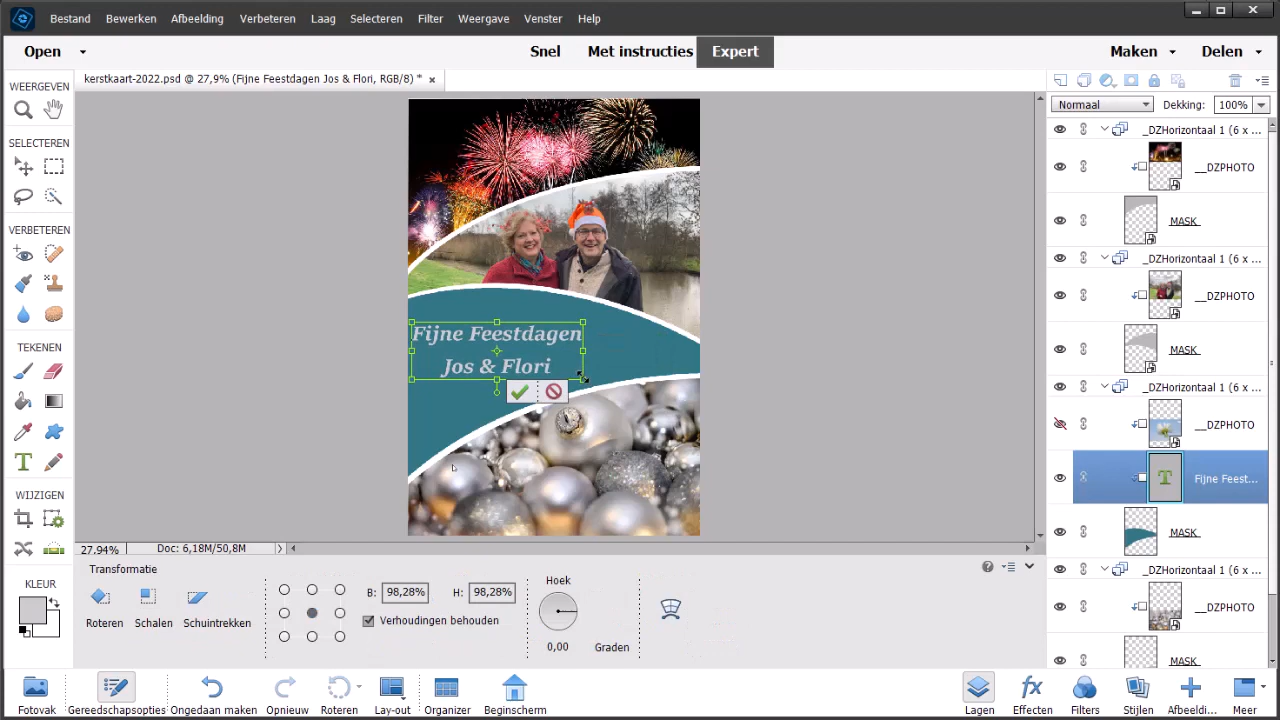 Bestand Bewerken Afbeelding Verbeteren Laag Selecteren Filter Weergave Venster Help
Open Snel Met instructies Expert Maken Delen
WEERGEVEN
kerstkaart-2022.psd @ 27,9% (Fijne Feestdagen Jos & Flori, RGB/8) * ×
SELECTEREN
VERBETEREN
TEKENEN
WIJZIGEN
KLEUR
Fijne Feestdagen
Jos & Flori
Normaal Dekking: 100%
_DZHorizontaal 1 (6 x ...
__DZPHOTO
MASK
_DZHorizontaal 1 (6 x ...
__DZPHOTO
MASK
_DZHorizontaal 1 (6 x ...
__DZPHOTO
T Fijne Feest...
MASK
_DZHorizontaal 1 (6 x ...
__DZPHOTO
MASK
27.94% Doc: 6,18M/50,8M
Transformatie
Roteren Schalen Schuintrekken
B: 98,28% H: 98,28%
Verhoudingen behouden
Hoek
0,00 Graden
Fotovak Gereedschapsopties Ongedaan maken Opnieuw Roteren Lay-out Organizer Beginscherm
fx
Lagen Effecten Filters Stijlen Afbeeldi... Meer